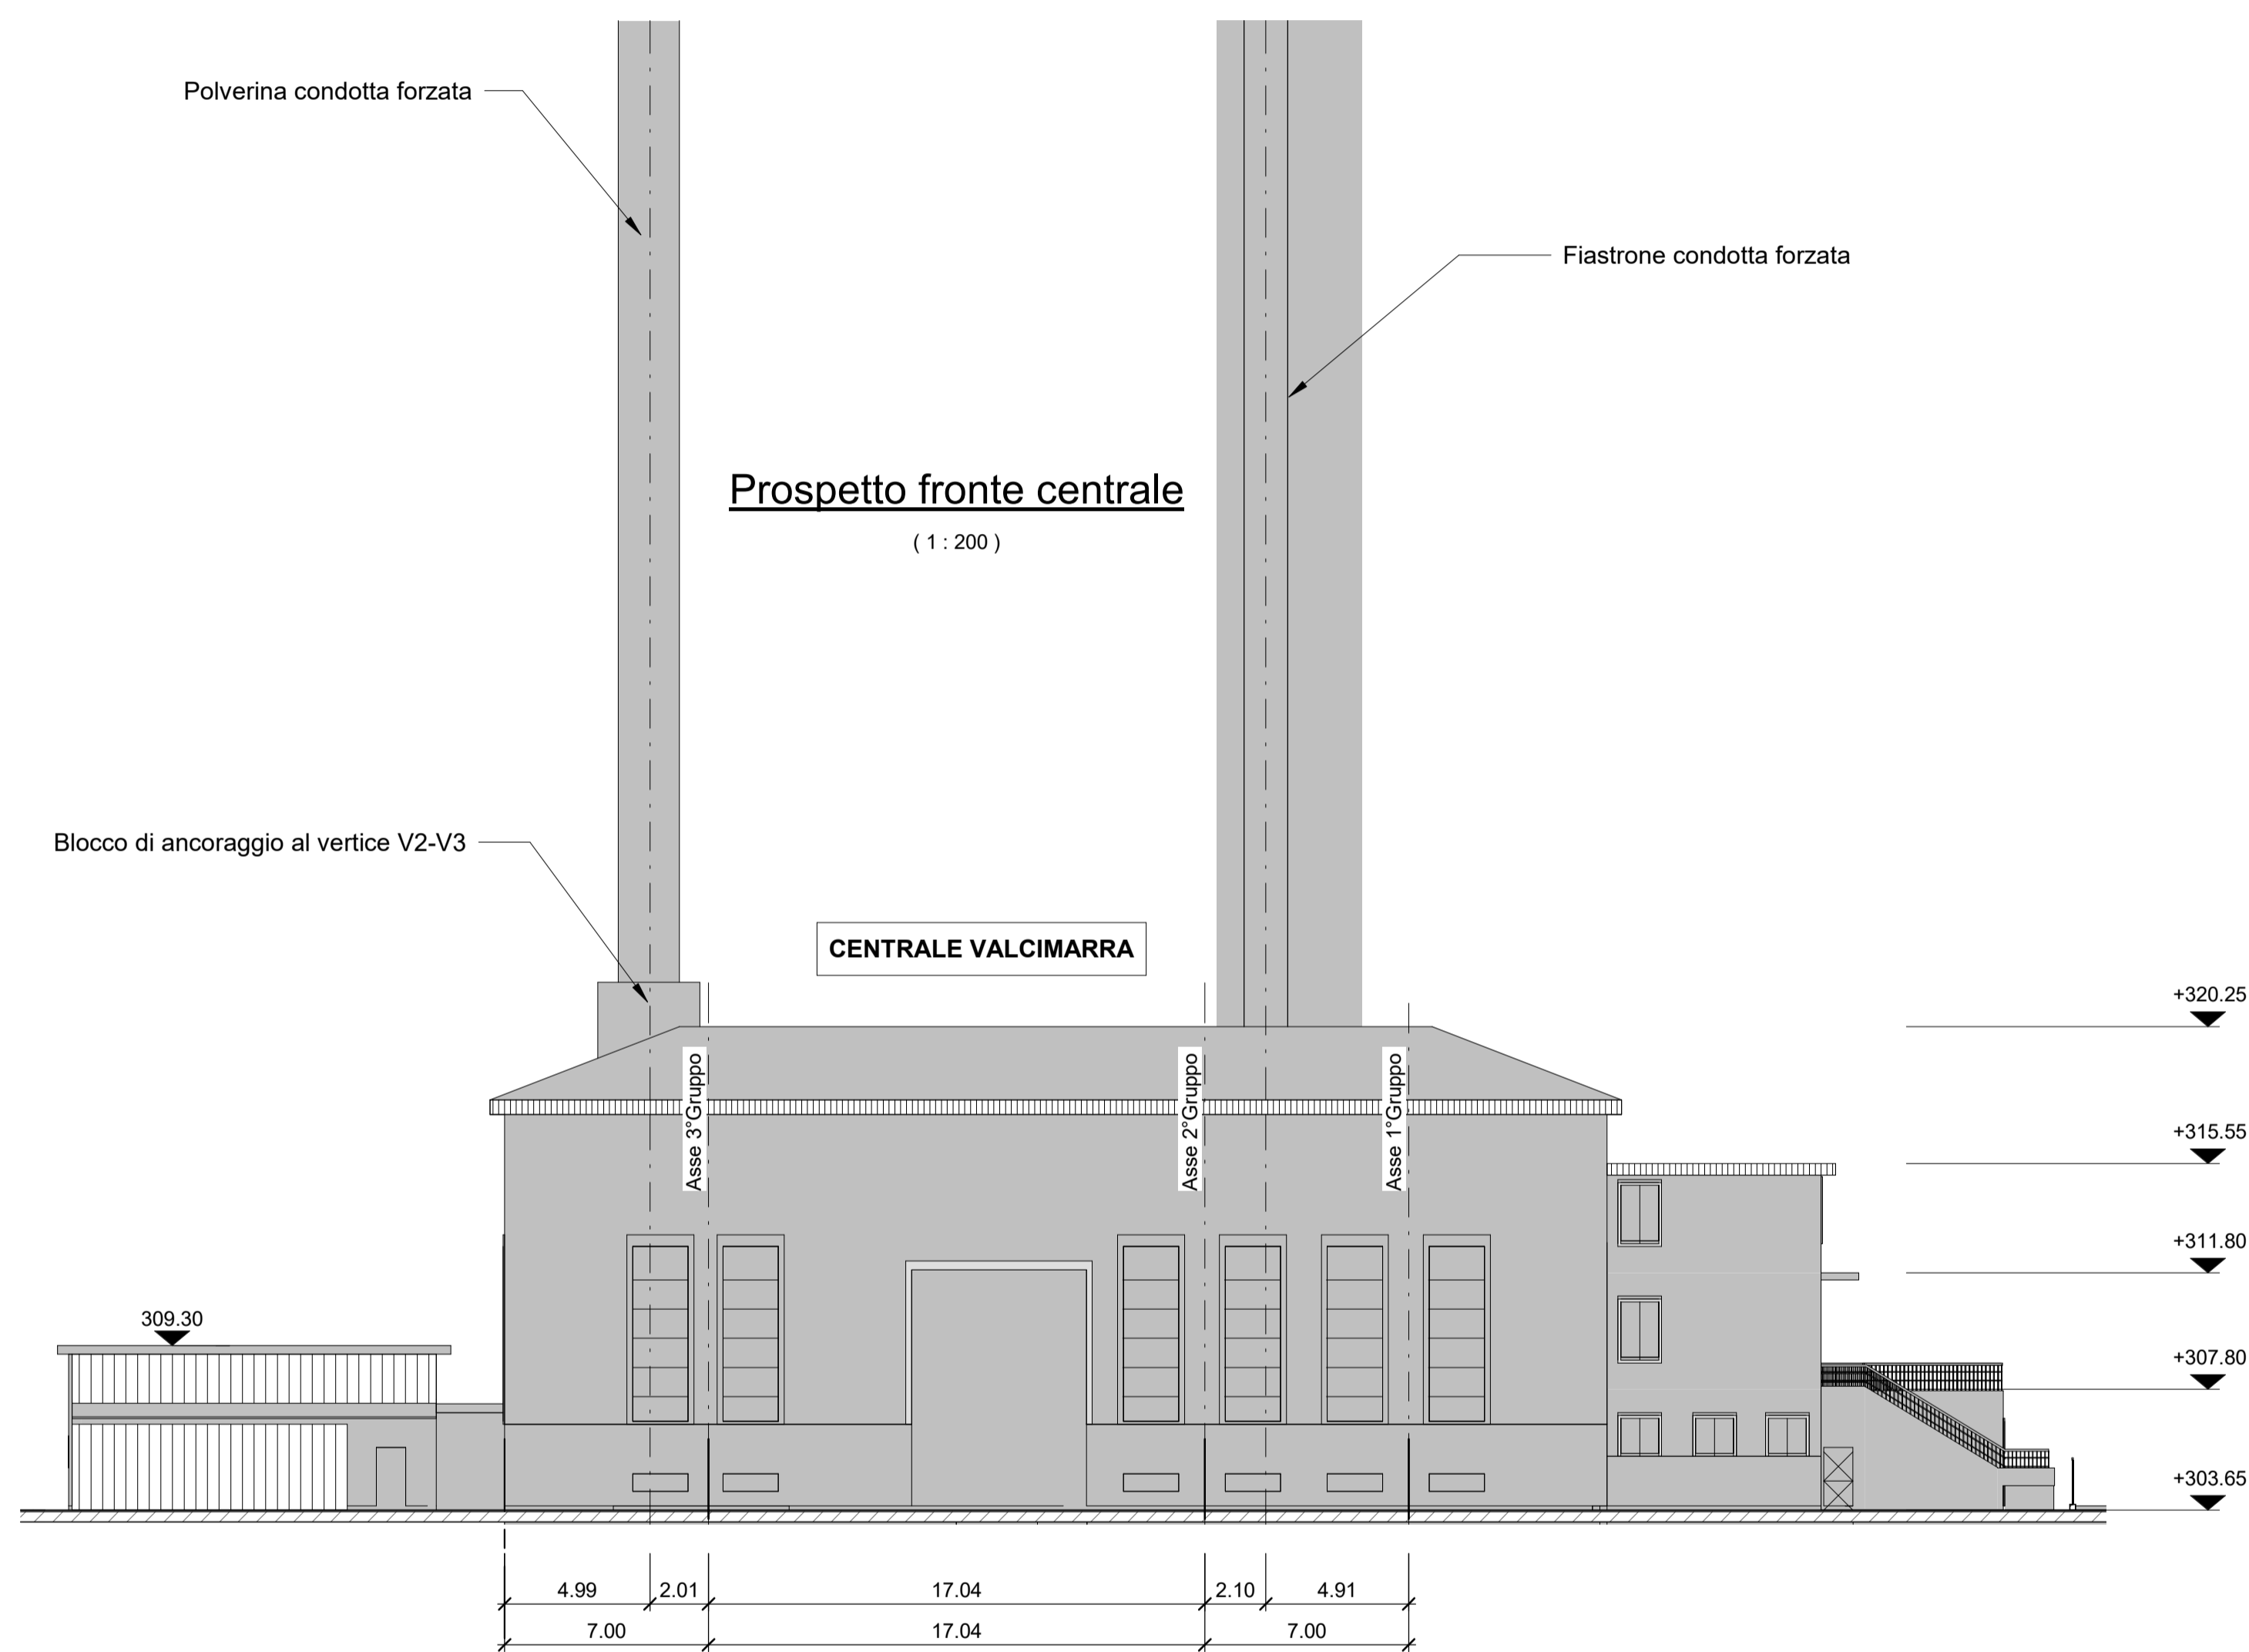 Polverina condotta forzata
Fiastrone condotta forzata
Prospetto fronte centrale
( 1 : 200 )
Blocco di ancoraggio al vertice V2-V3
CENTRALE VALCIMARRA
+320.25
Asse 3°Gruppo
Asse 2°Gruppo
Asse 1°Gruppo
+315.55
+311.80
309.30
+307.80
+303.65
4.99 2.01 17.04 2.10 4.91
7.00 17.04 7.00